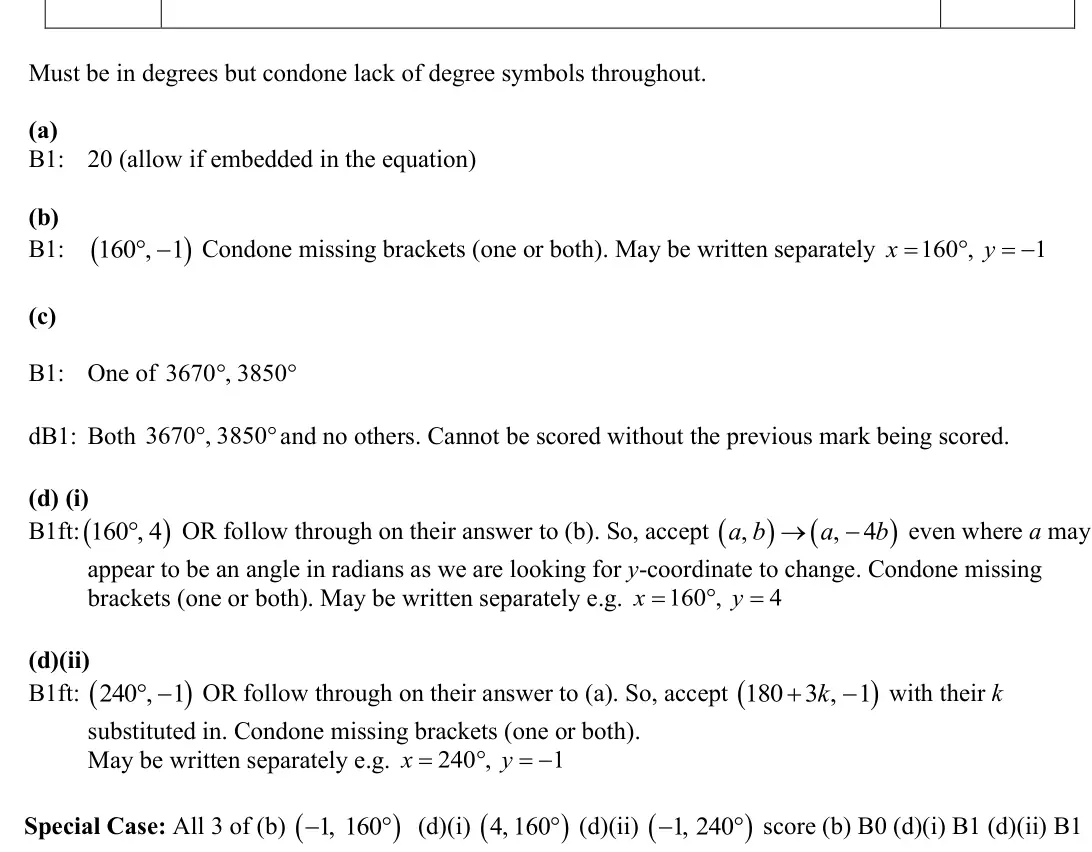 Must be in degrees but condone lack of degree symbols throughout.
(a)
B1: 20 (allow if embedded in the equation)
(b)
B1: (160°, −1) Condone missing brackets (one or both). May be written separately x = 160°, y = −1
(c)
B1: One of 3670°, 3850°
dB1: Both 3670°, 3850° and no others. Cannot be scored without the previous mark being scored.
(d) (i)
B1ft: (160°, 4) OR follow through on their answer to (b). So, accept (a, b) → (a, −4b) even where a may
appear to be an angle in radians as we are looking for y-coordinate to change. Condone missing
brackets (one or both). May be written separately e.g. x = 160°, y = 4
(d)(ii)
B1ft: (240°, −1) OR follow through on their answer to (a). So, accept (180 + 3k, −1) with their k
substituted in. Condone missing brackets (one or both).
May be written separately e.g. x = 240°, y = −1
Special Case: All 3 of (b) (−1, 160°) (d)(i) (4, 160°) (d)(ii) (−1, 240°) score (b) B0 (d)(i) B1 (d)(ii) B1